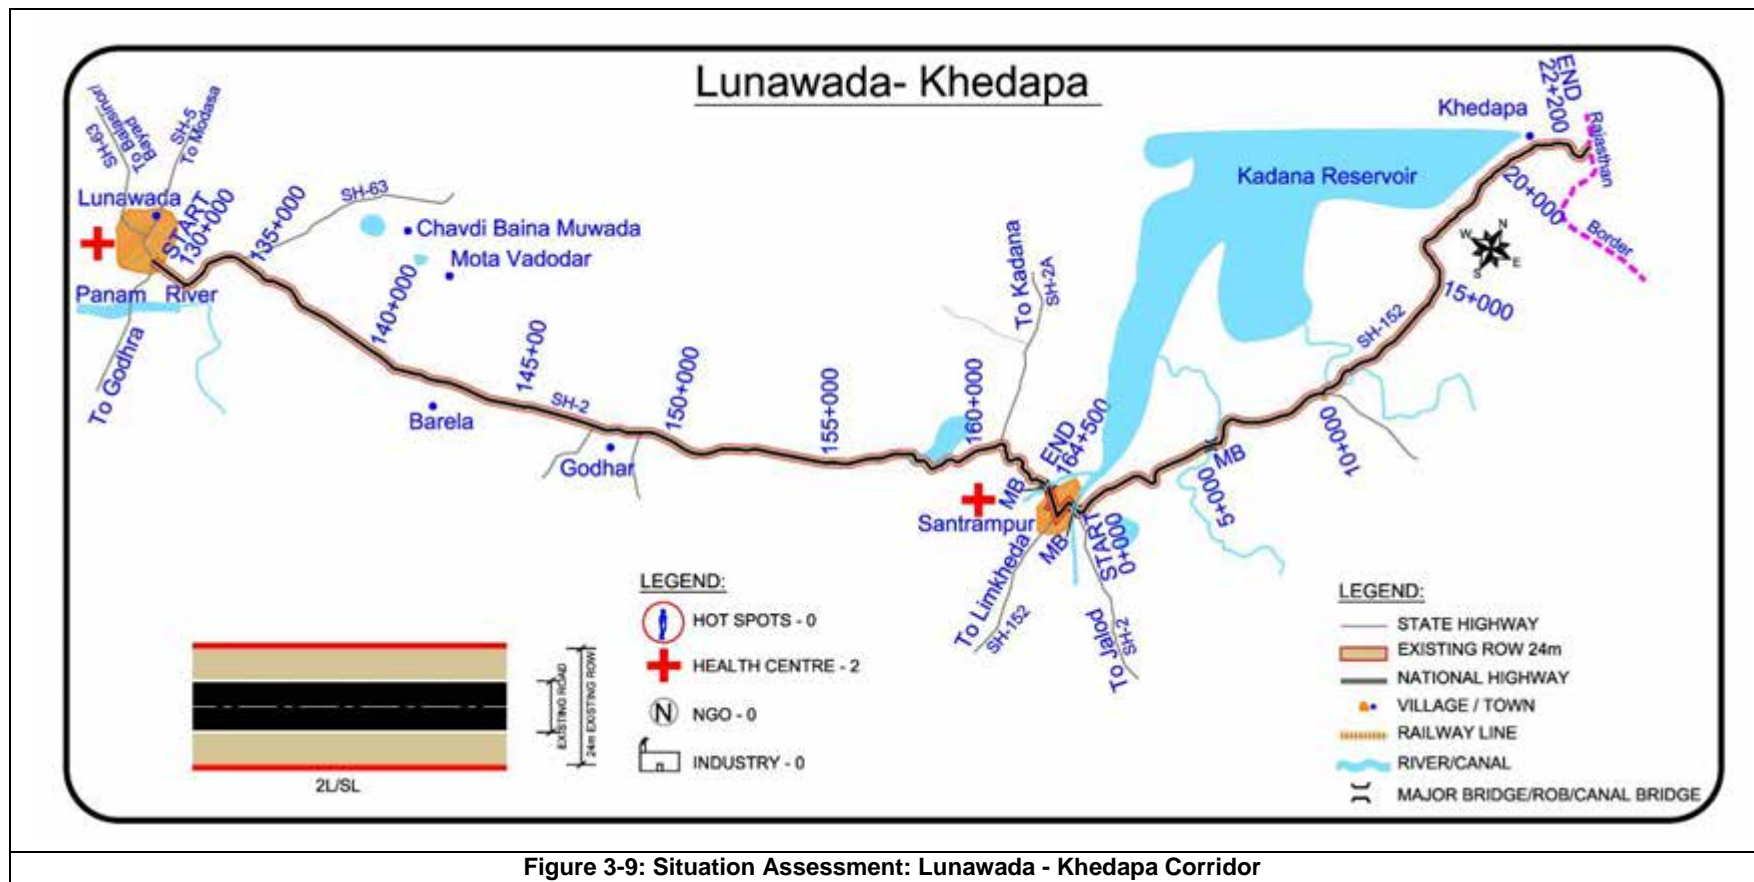 Lunawada- Khedapa
SH-63
To Balasinor/
Bayad
SH-5
To Modasa
Lunawada
START
130+000
135+000
SH-63
Chavdi Baina Muwada
Mota Vadodar
Panam River
To Godhra
140+000
Barela
145+00
SH-2
Godhar
150+000
155+000
160+000
To Kadana
SH-2A
END
164+500
MB
Santrampur
MB
START
0+000
To Limkheda
SH-152
To Jalod
SH-2
Kadana Reservoir
5+000
MB
10+000
SH-152
15+000
20+000
Khedapa
END
22+200
Rajasthan
Border
N
W
E
S
EXISTING ROAD
24m EXISTING ROW
2L/SL
LEGEND:
HOT SPOTS - 0
HEALTH CENTRE - 2
N
NGO - 0
INDUSTRY - 0
LEGEND:
STATE HIGHWAY
EXISTING ROW 24m
NATIONAL HIGHWAY
VILLAGE / TOWN
RAILWAY LINE
RIVER/CANAL
MAJOR BRIDGE/ROB/CANAL BRIDGE
Figure 3-9: Situation Assessment: Lunawada - Khedapa Corridor